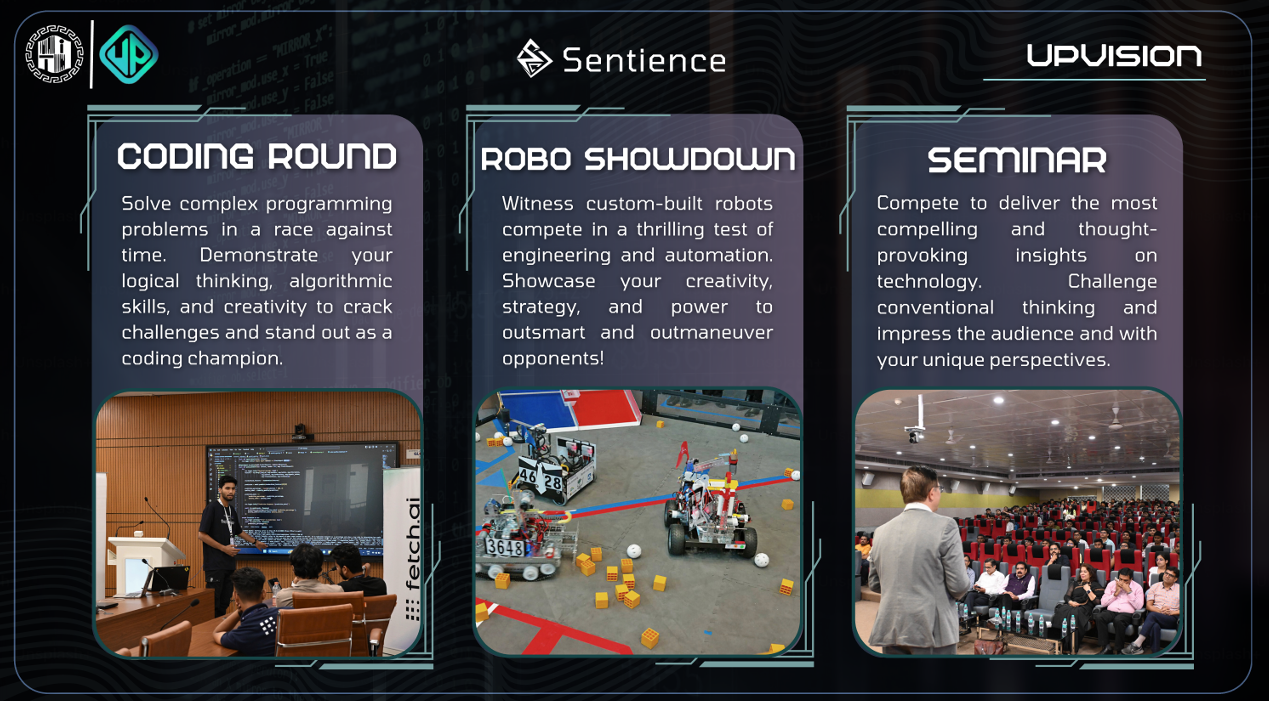 UP
Sentience
UPVISION
CODING ROUND
Solve complex programming
problems in a race against
time. Demonstrate your
logical thinking, algorithmic
skills, and creativity to crack
challenges and stand out as a
coding champion.
fetch.ai
ROBO SHOWDOWN
Witness custom-built robots
compete in a thrilling test of
engineering and automation.
Showcase your creativity,
strategy, and power to
outsmart and outmaneuver
opponents!
4628
3648
SEMINAR
Compete to deliver the most
compelling and thought-
provoking insights on
technology. Challenge
conventional thinking and
impress the audience and with
your unique perspectives.